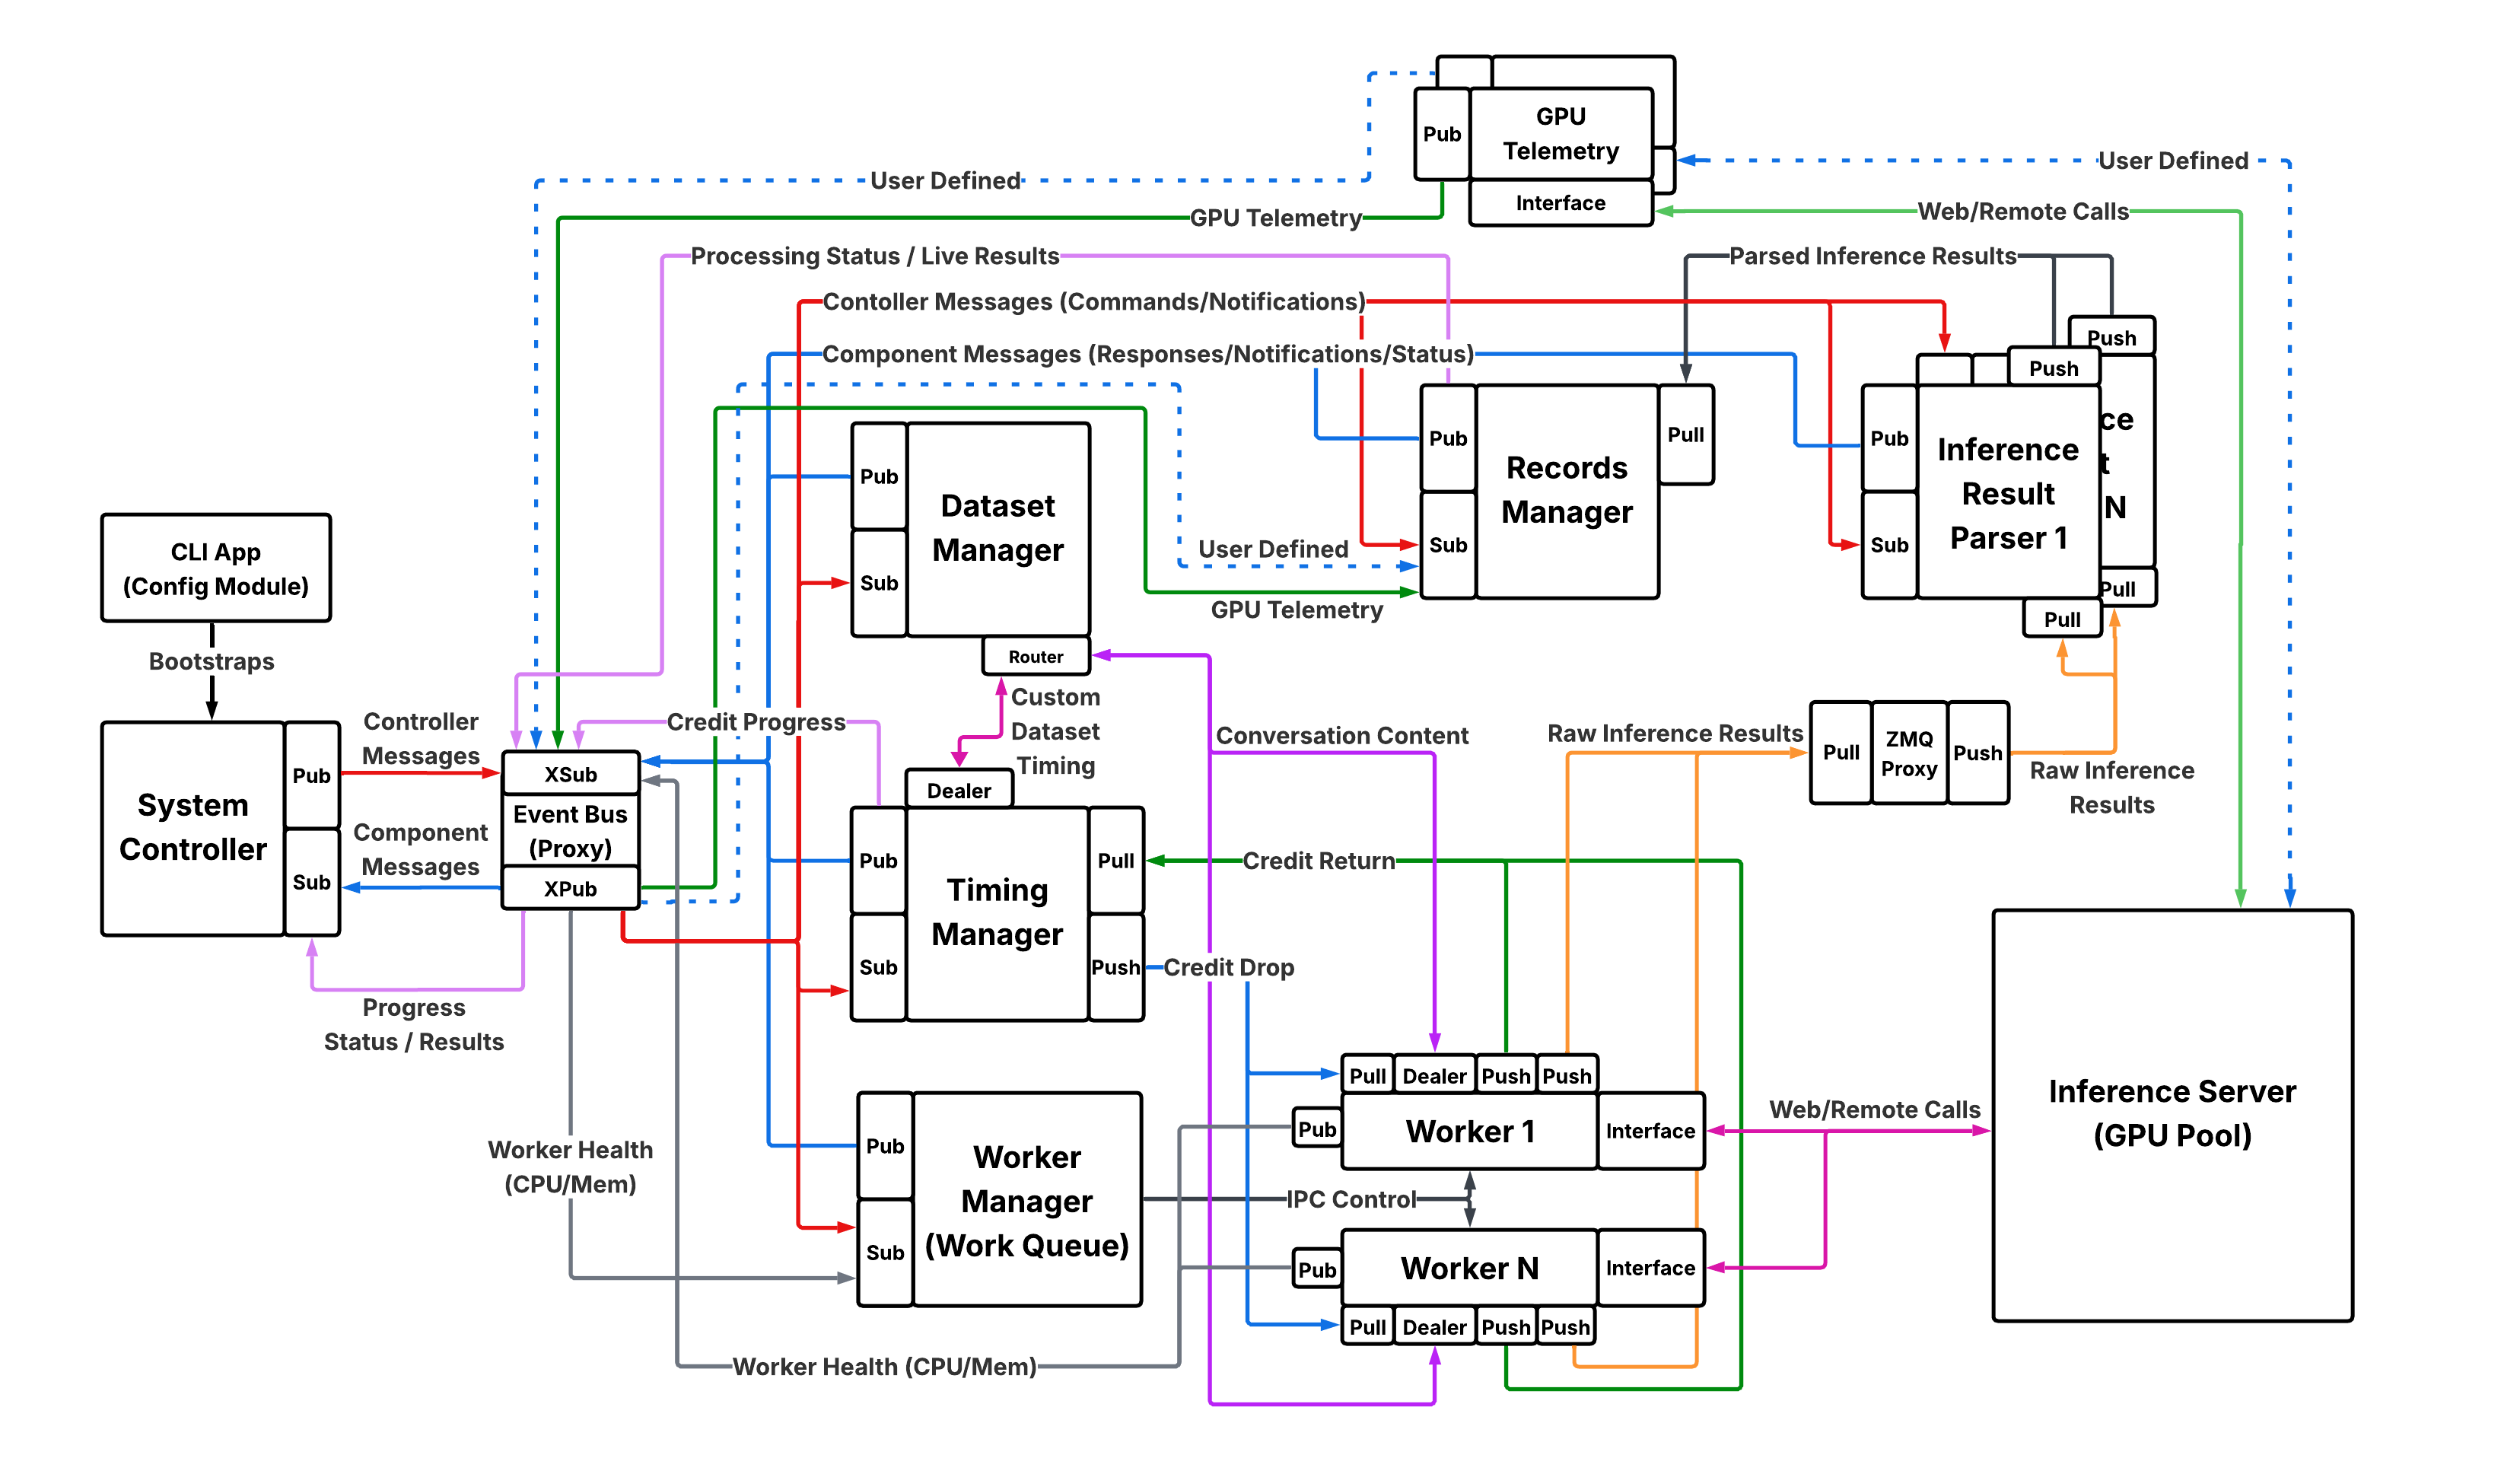 GPU
Telemetry
Pub
Interface
User Defined
User Defined
GPU Telemetry
Web/Remote Calls
Processing Status / Live Results
Parsed Inference Results
Contoller Messages (Commands/Notifications)
Component Messages (Responses/Notifications/Status)
Push
Push
Pub
Sub
Dataset
Manager
Router
Pub
Sub
Records
Manager
Pull
Pub
Sub
Inference
Result
Parser 1
ce
t
N
Pull
Pull
User Defined
GPU Telemetry
CLI App
(Config Module)
Bootstraps
System
Controller
Pub
Sub
Controller
Messages
Component
Messages
Progress
Status / Results
XSub
Event Bus
(Proxy)
XPub
Credit Progress
Custom
Dataset
Timing
Dealer
Pub
Sub
Timing
Manager
Pull
Push
Conversation Content
Raw Inference Results
Pull
ZMQ
Proxy
Push
Raw Inference
Results
Credit Return
Credit Drop
Worker Health
(CPU/Mem)
Pub
Sub
Worker
Manager
(Work Queue)
Pull
Dealer
Push
Push
Pub
Worker 1
Interface
Web/Remote Calls
IPC Control
Pub
Worker N
Interface
Pull
Dealer
Push
Push
Worker Health (CPU/Mem)
Inference Server
(GPU Pool)